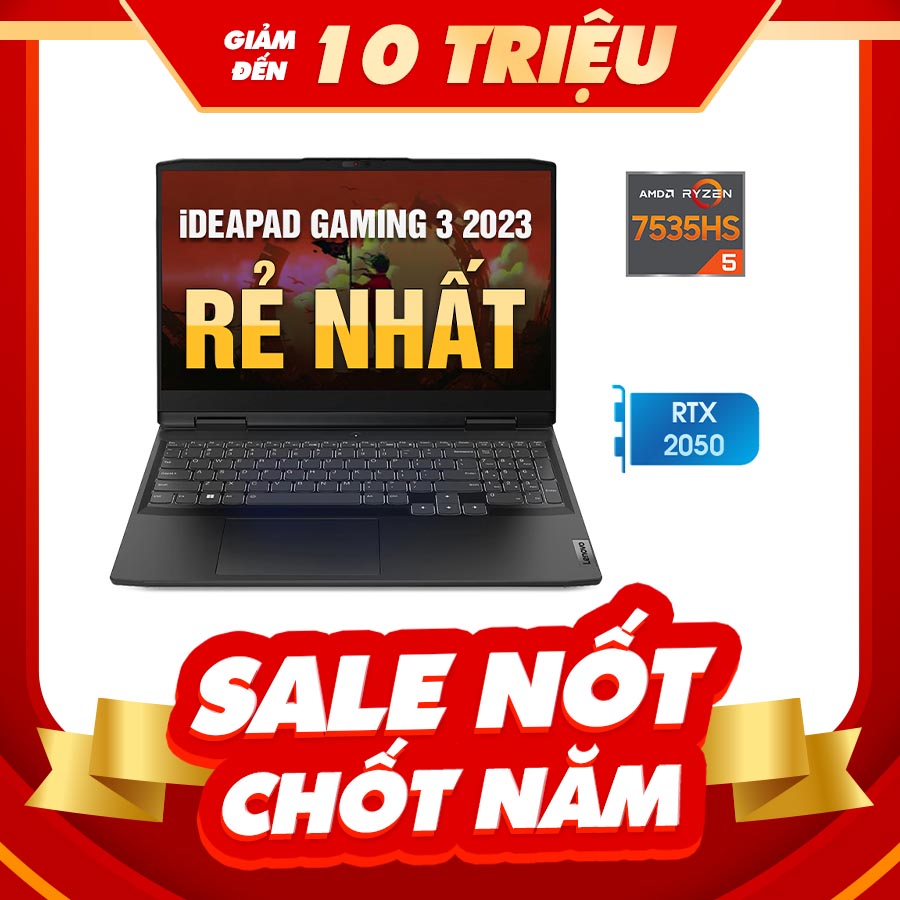 GIẢM
ĐẾN
10 TRIỆU
iDEAPAD GAMING 3 2023
RẺ NHẤT
AMD RYZEN
7535HS
5
RTX
2050
Lenovo
SALE NỐT
CHỐT NĂM